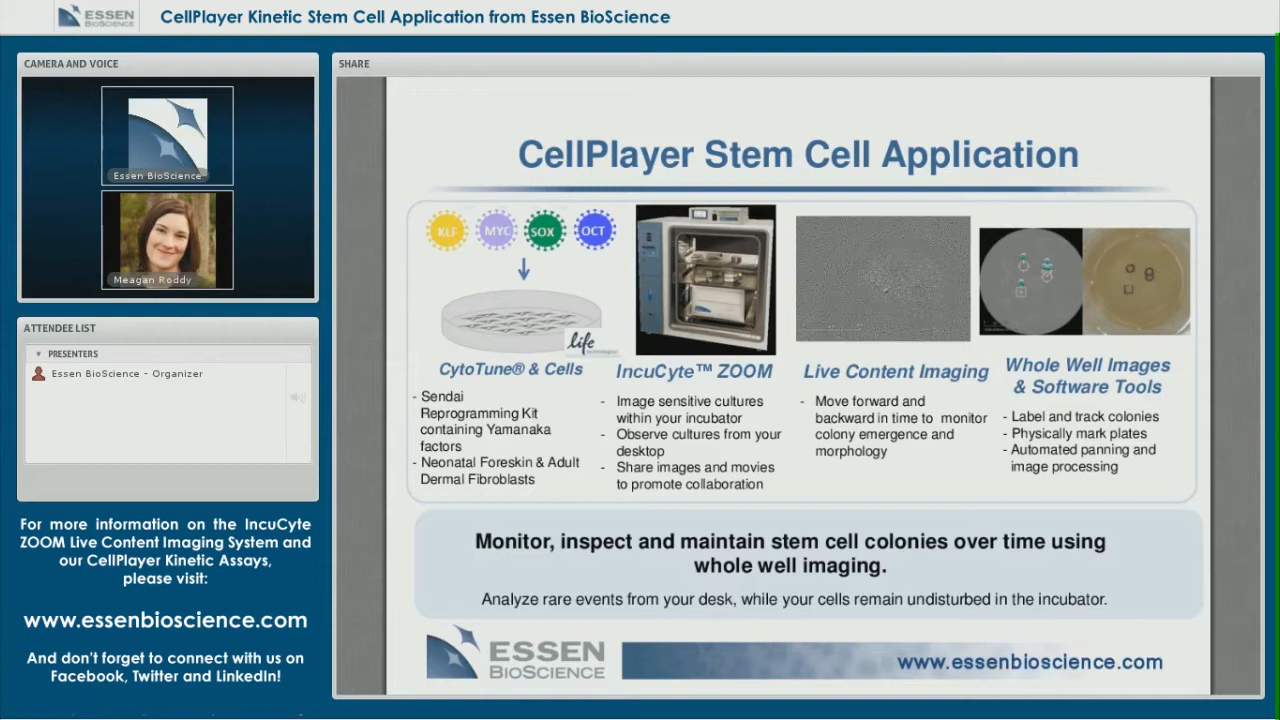 ESSEN
BIOSCIENCE
CellPlayer Kinetic Stem Cell Application from Essen BioScience
CAMERA AND VOICE
Essen BioScience
Meagan Roddy
ATTENDEE LIST
PRESENTERS
Essen BioScience - Organizer
For more information on the IncuCyte
ZOOM Live Content Imaging System and
our CellPlayer Kinetic Assays,
please visit:
www.essenbioscience.com
And don't forget to connect with us on
Facebook, Twitter and LinkedIn!
SHARE
CellPlayer Stem Cell Application
KLF MYC SOX OCT
life
CytoTune® & Cells
- Sendai
Reprogramming Kit
containing Yamanaka
factors
- Neonatal Foreskin & Adult
Dermal Fibroblasts
IncuCyte™ ZOOM
- Image sensitive cultures
within your incubator
- Observe cultures from your
desktop
- Share images and movies
to promote collaboration
Live Content Imaging
- Move forward and
backward in time to monitor
colony emergence and
morphology
Whole Well Images
& Software Tools
- Label and track colonies
- Physically mark plates
- Automated panning and
image processing
Monitor, inspect and maintain stem cell colonies over time using
whole well imaging.
Analyze rare events from your desk, while your cells remain undisturbed in the incubator.
ESSEN
BIOSCIENCE
www.essenbioscience.com